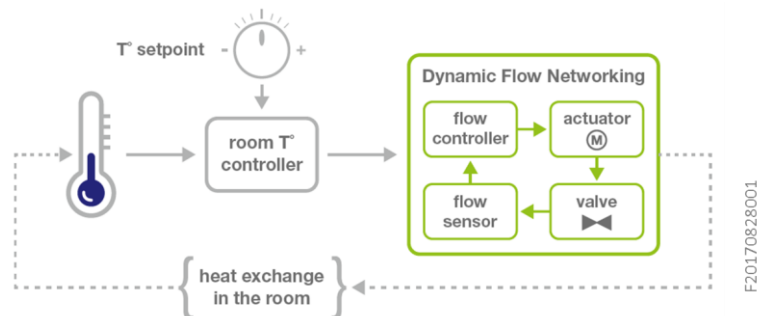 T° setpoint
-
+
Dynamic Flow Networking
room T°
controller
flow
controller
actuator
M
flow
sensor
valve
heat exchange
in the room
F20170828001